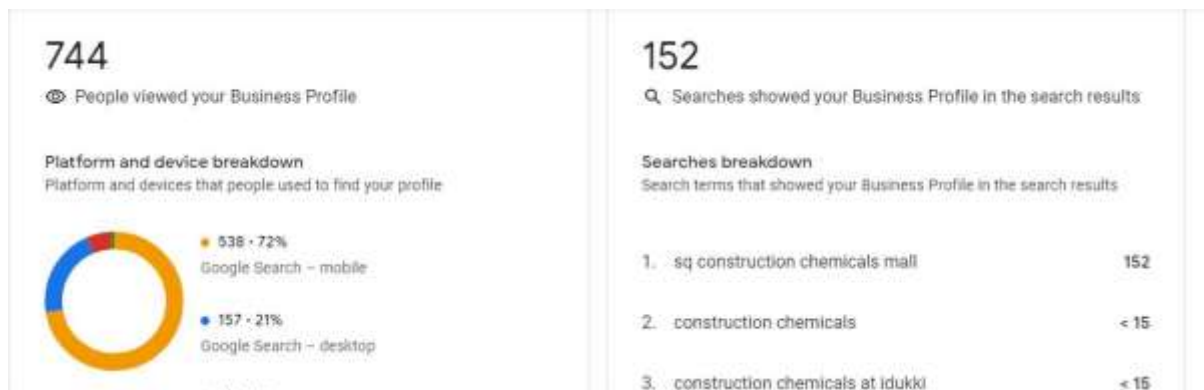 744
People viewed your Business Profile
Platform and device breakdown
Platform and devices that people used to find your profile
538 · 72%
Google Search – mobile
157 · 21%
Google Search – desktop
152
Searches showed your Business Profile in the search results
Searches breakdown
Search terms that showed your Business Profile in the search results
1. sq construction chemicals mall 152
2. construction chemicals < 15
3. construction chemicals at idukki < 15